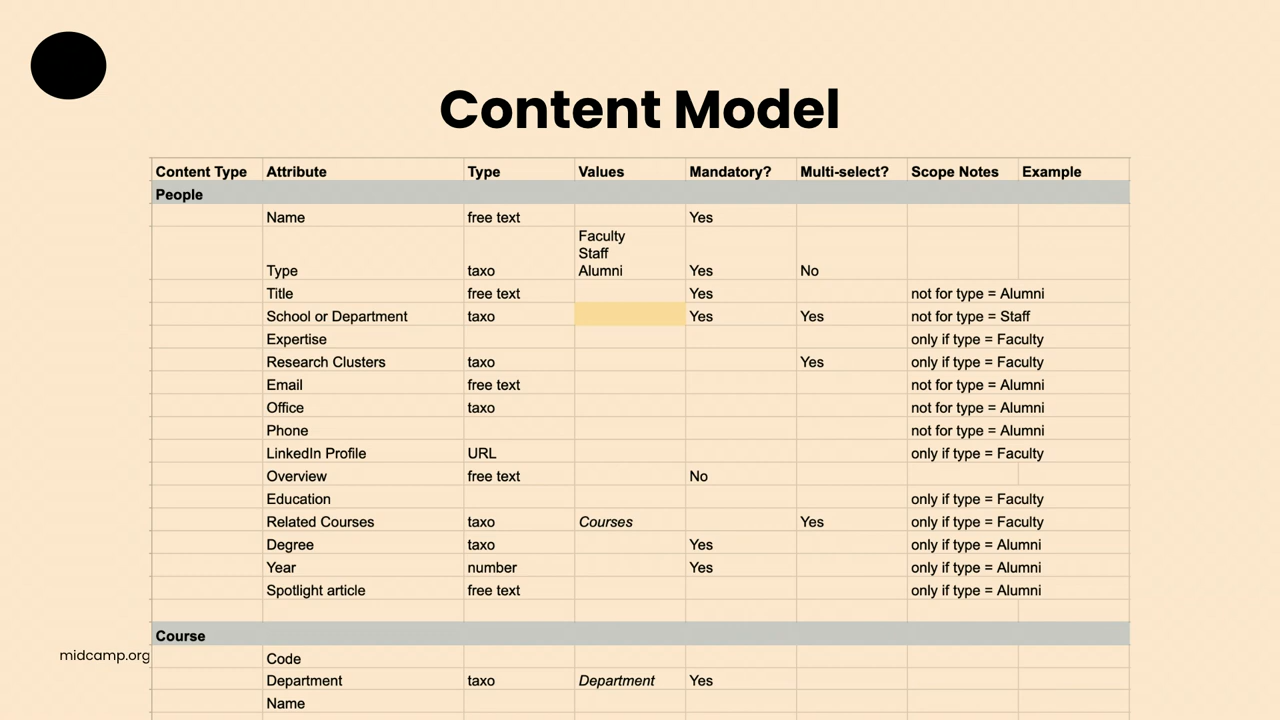 Content Model
Content Type Attribute Type Values Mandatory? Multi-select? Scope Notes Example
People
Name free text Yes
Faculty
Staff
Type taxo Alumni Yes No
Title free text Yes not for type = Alumni
School or Department taxo Yes Yes not for type = Staff
Expertise only if type = Faculty
Research Clusters taxo Yes only if type = Faculty
Email free text not for type = Alumni
Office taxo not for type = Alumni
Phone not for type = Alumni
LinkedIn Profile URL only if type = Faculty
Overview free text No
Education only if type = Faculty
Related Courses taxo Courses Yes only if type = Faculty
Degree taxo Yes only if type = Alumni
Year number Yes only if type = Alumni
Spotlight article free text only if type = Alumni
Course
midcamp.org
Code
Department taxo Department Yes
Name